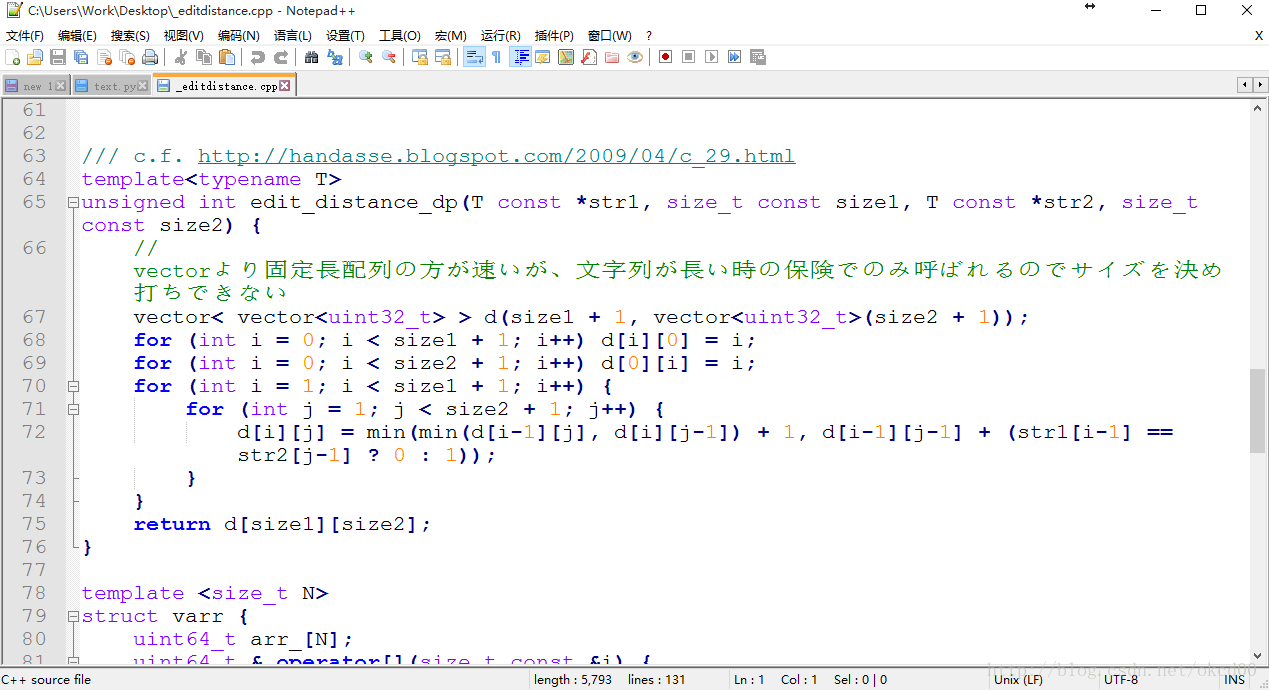 C:\Users\Work\Desktop\_editdistance.cpp - Notepad++
文件(F) 编辑(E) 搜索(S) 视图(V) 编码(N) 语言(L) 设置(T) 工具(O) 宏(M) 运行(R) 插件(P) 窗口(W) ? X
new 1 text.py _editdistance.cpp
61
62
63 /// c.f. http://handasse.blogspot.com/2009/04/c_29.html
64 template<typename T>
65 unsigned int edit_distance_dp(T const *str1, size_t const size1, T const *str2, size_t
const size2) {
66 //
vectorより固定長配列の方が速いが、文字列が長い時の保険でのみ呼ばれるのでサイズを決め
打ちできない
67 vector< vector<uint32_t> > d(size1 + 1, vector<uint32_t>(size2 + 1));
68 for (int i = 0; i < size1 + 1; i++) d[i][0] = i;
69 for (int i = 0; i < size2 + 1; i++) d[0][i] = i;
70 for (int i = 1; i < size1 + 1; i++) {
71 for (int j = 1; j < size2 + 1; j++) {
72 d[i][j] = min(min(d[i-1][j], d[i][j-1]) + 1, d[i-1][j-1] + (str1[i-1] ==
str2[j-1] ? 0 : 1));
73 }
74 }
75 return d[size1][size2];
76 }
77
78 template <size_t N>
79 struct varr {
80 uint64_t arr_[N];
81 uint64_t & operator[](size_t const &i) {
C++ source file length : 5,793 lines : 131 Ln : 1 Col : 1 Sel : 0 | 0 Unix (LF) UTF-8 INS